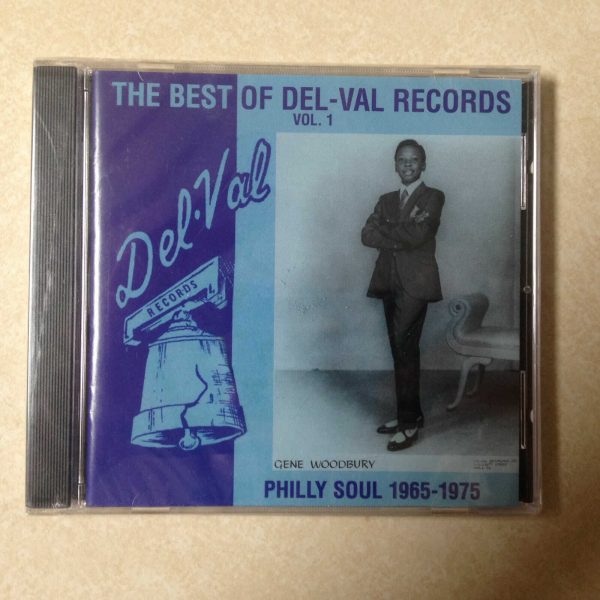 THE BEST OF DEL-VAL RECORDS
VOL. 1
Del-Val
RECORDS
GENE WOODBURY
PHILLY SOUL 1965-1975